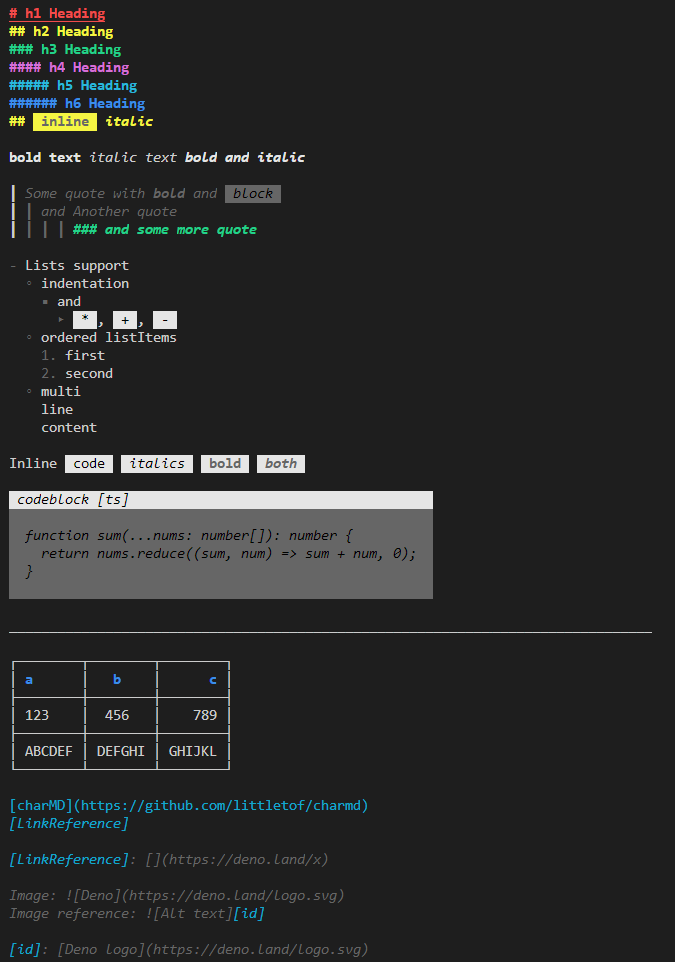 # h1 Heading
## h2 Heading
### h3 Heading
#### h4 Heading
##### h5 Heading
###### h6 Heading
## inline italic
bold text italic text bold and italic
Some quote with bold and block
and Another quote
### and some more quote
- Lists support
◦ indentation
▪ and
‣ * , + , -
◦ ordered listItems
1. first
2. second
◦ multi
line
content
Inline code italics bold both
codeblock [ts]
function sum(...nums: number[]): number {
return nums.reduce((sum, num) => sum + num, 0);
}
a b c
123 456 789
ABCDEF DEFGHI GHIJKL
[charMD](https://github.com/littletof/charmd)
[LinkReference]
[LinkReference]: [](https://deno.land/x)
Image: ![Deno](https://deno.land/logo.svg)
Image reference: ![Alt text][id]
[id]: [Deno logo](https://deno.land/logo.svg)